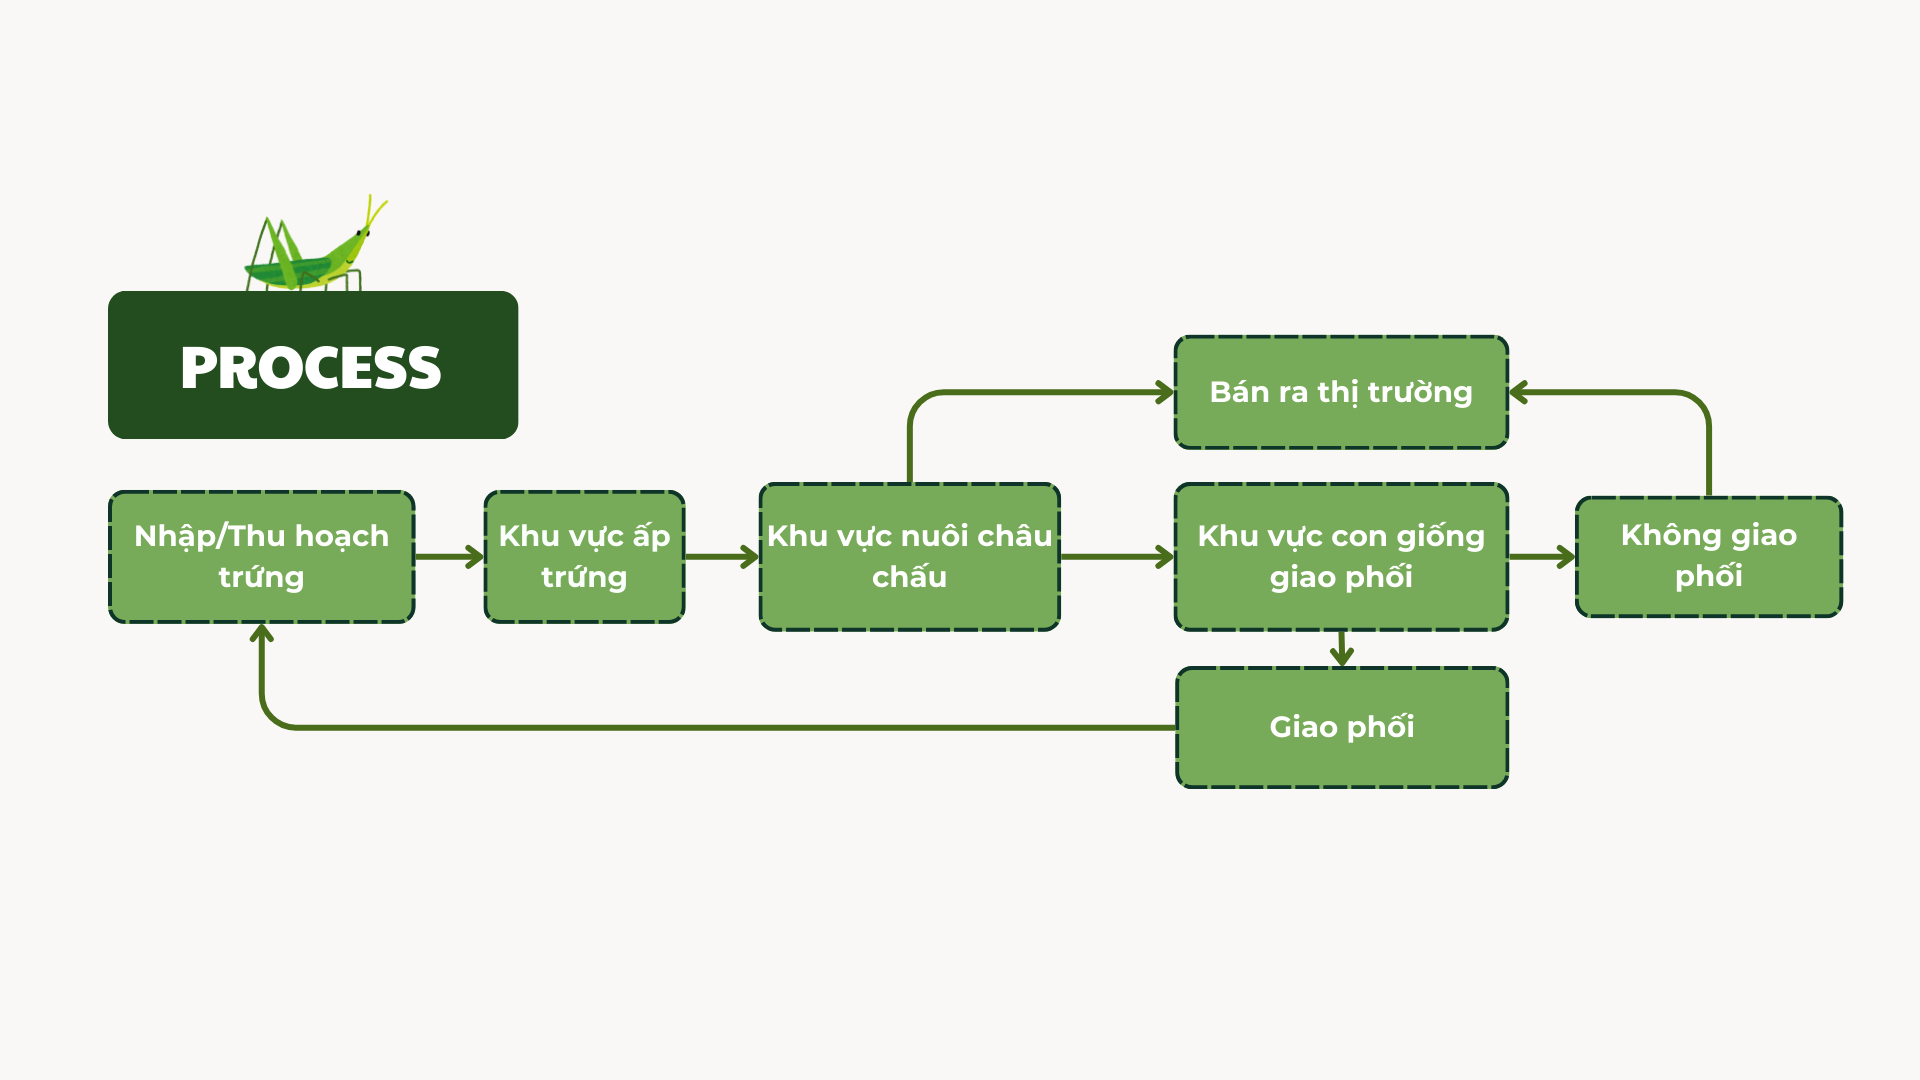 PROCESS
Bán ra thị trường
Nhập/Thu hoạch
trứng
Khu vực ấp
trứng
Khu vực nuôi châu
chấu
Khu vực con giống
giao phối
Không giao
phối
Giao phối